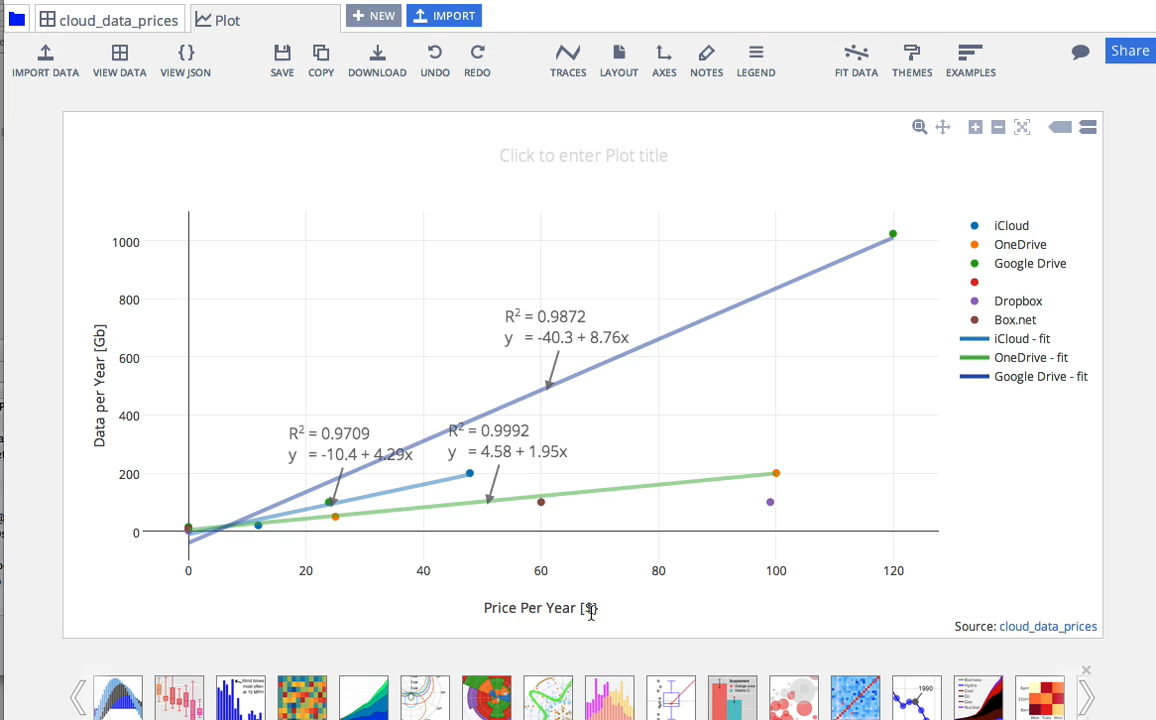 cloud_data_prices
Plot
+ NEW
IMPORT
IMPORT DATA
VIEW DATA
{}
VIEW JSON
SAVE
COPY
DOWNLOAD
UNDO
REDO
TRACES
LAYOUT
AXES
NOTES
LEGEND
FIT DATA
THEMES
EXAMPLES
Share
Click to enter Plot title
Data per Year [Gb]
1000
800
600
400
200
0
R² = 0.9872
y = -40.3 + 8.76x
R² = 0.9709
y = -10.4 + 4.29x
R² = 0.9992
y = 4.58 + 1.95x
iCloud
OneDrive
Google Drive
Dropbox
Box.net
iCloud - fit
OneDrive - fit
Google Drive - fit
0 20 40 60 80 100 120
Price Per Year [$]
Source: cloud_data_prices
1990